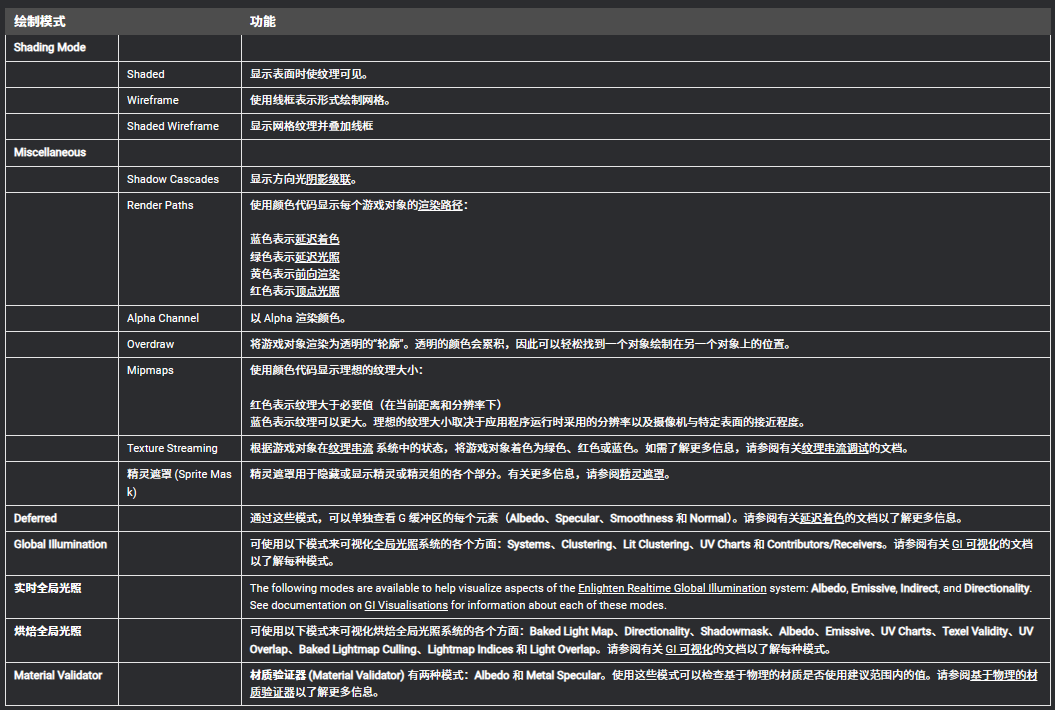 绘制模式 功能
Shading Mode
Shaded 显示表面时使纹理可见。
Wireframe 使用线框表示形式绘制网格。
Shaded Wireframe 显示网格纹理并叠加线框
Miscellaneous
Shadow Cascades 显示方向光阴影级联。
Render Paths 使用颜色代码显示每个游戏对象的渲染路径：
蓝色表示延迟着色
绿色表示延迟光照
黄色表示前向渲染
红色表示顶点光照
Alpha Channel 以 Alpha 渲染颜色。
Overdraw 将游戏对象渲染为透明的“轮廓”。透明的颜色会累积，因此可以轻松找到一个对象绘制在另一个对象上的位置。
Mipmaps 使用颜色代码显示理想的纹理大小：
红色表示纹理大于必要值（在当前距离和分辨率下）
蓝色表示纹理可以更大。理想的纹理大小取决于应用程序运行时采用的分辨率以及摄像机与特定表面的接近程度。
Texture Streaming 根据游戏对象在纹理串流 系统中的状态，将游戏对象着色为绿色、红色或蓝色。如需了解更多信息，请参阅有关纹理串流调试的文档。
精灵遮罩 (Sprite Mas 精灵遮罩用于隐藏或显示精灵或精灵组的各个部分。有关更多信息，请参阅精灵遮罩。
k)
Deferred 通过这些模式，可以单独查看 G 缓冲区的每个元素（Albedo、Specular、Smoothness 和 Normal）。请参阅有关延迟着色的文档以了解更多信息。
Global Illumination 可使用以下模式来可视化全局光照系统的各个方面：Systems、Clustering、Lit Clustering、UV Charts 和 Contributors/Receivers。请参阅有关 GI 可视化的文档
以了解每种模式。
实时全局光照 The following modes are available to help visualize aspects of the Enlighten Realtime Global Illumination system: Albedo, Emissive, Indirect, and Directionality.
See documentation on GI Visualisations for information about each of these modes.
烘焙全局光照 可使用以下模式来可视化烘焙全局光照系统的各个方面：Baked Light Map、Directionality、Shadowmask、Albedo、Emissive、UV Charts、Texel Validity、UV
Overlap、Baked Lightmap Culling、Lightmap Indices 和 Light Overlap。请参阅有关 GI 可视化的文档以了解每种模式。
Material Validator 材质验证器 (Material Validator) 有两种模式：Albedo 和 Metal Specular。使用这些模式可以检查基于物理的材质是否使用建议范围内的值。请参阅基于物理的材
质验证器以了解更多信息。